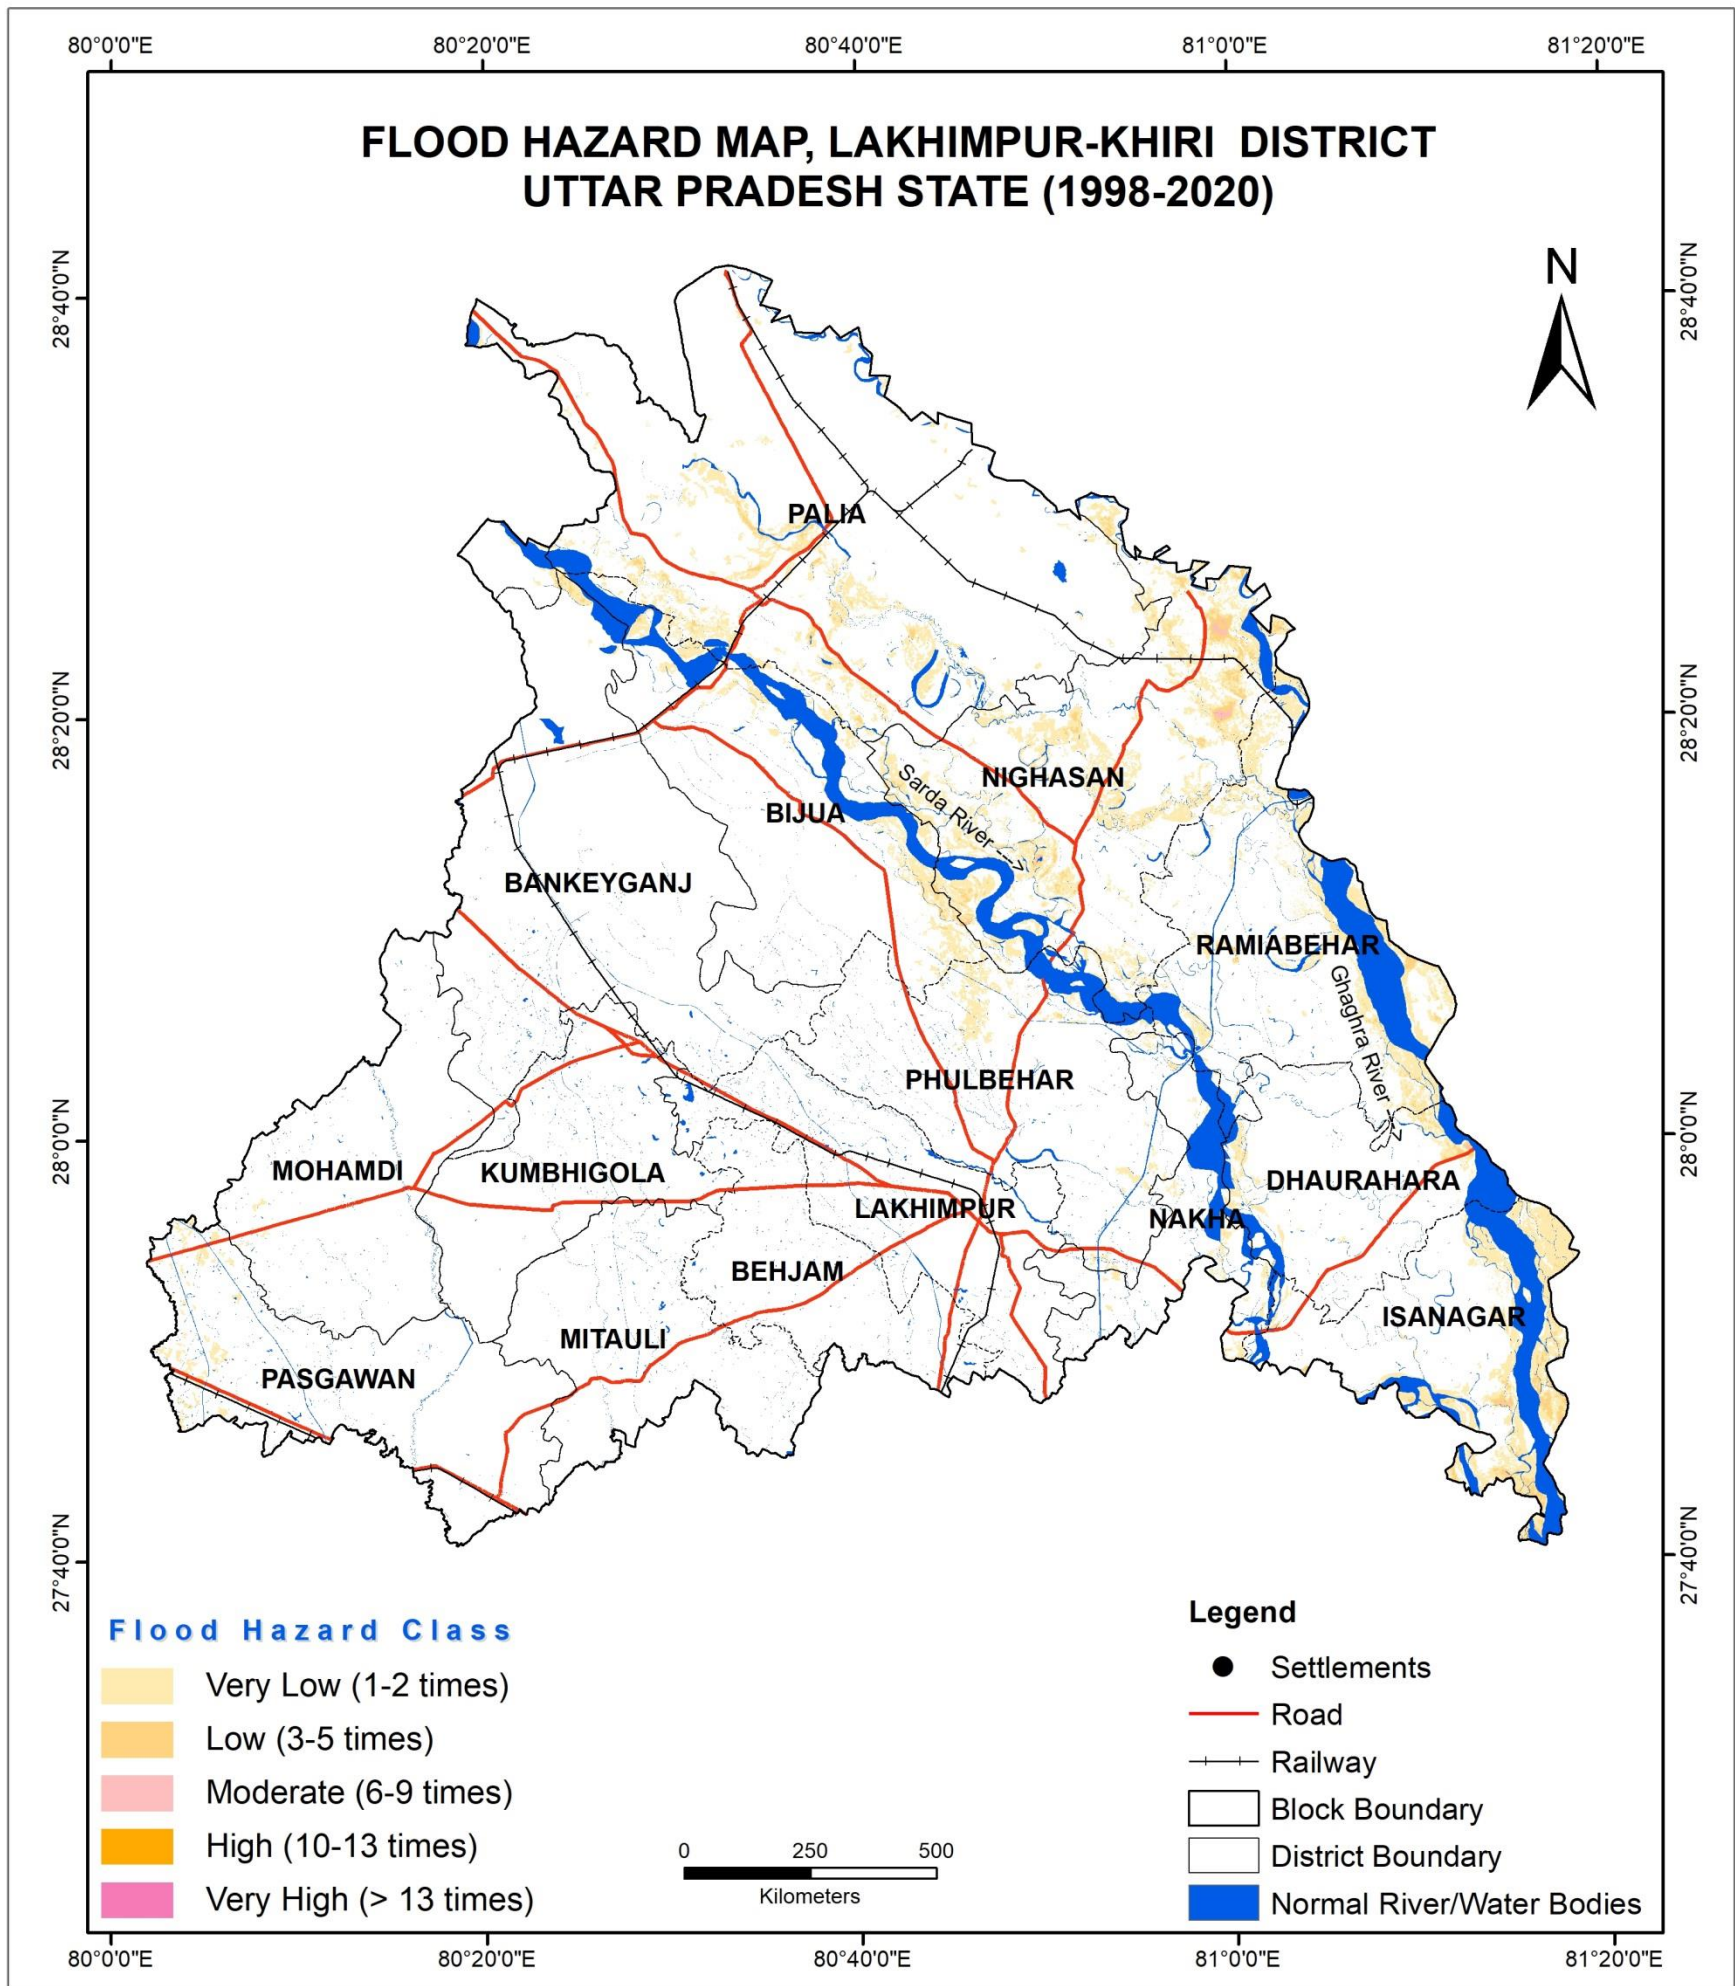 80°0'0"E 80°20'0"E 80°40'0"E 81°0'0"E 81°20'0"E
FLOOD HAZARD MAP, LAKHIMPUR-KHIRI DISTRICT
UTTAR PRADESH STATE (1998-2020)
N
28°40'0"N
28°40'0"N
PALIA
28°20'0"N
28°20'0"N
NIGHASAN
Sarda River --->
BIJUA
BANKEYGANJ
RAMIABEHAR
Ghaghra River --->
PHULBEHAR
28°0'0"N
28°0'0"N
MOHAMDI
KUMBHIGOLA
DHAURAHARA
LAKHIMPUR
NAKHA
BEHJAM
ISANAGAR
MITAULI
PASGAWAN
27°40'0"N
27°40'0"N
Flood Hazard Class
Very Low (1-2 times)
Low (3-5 times)
Moderate (6-9 times)
High (10-13 times)
Very High (> 13 times)
0 250 500
Kilometers
Legend
Settlements
Road
Railway
Block Boundary
District Boundary
Normal River/Water Bodies
80°0'0"E 80°20'0"E 80°40'0"E 81°0'0"E 81°20'0"E